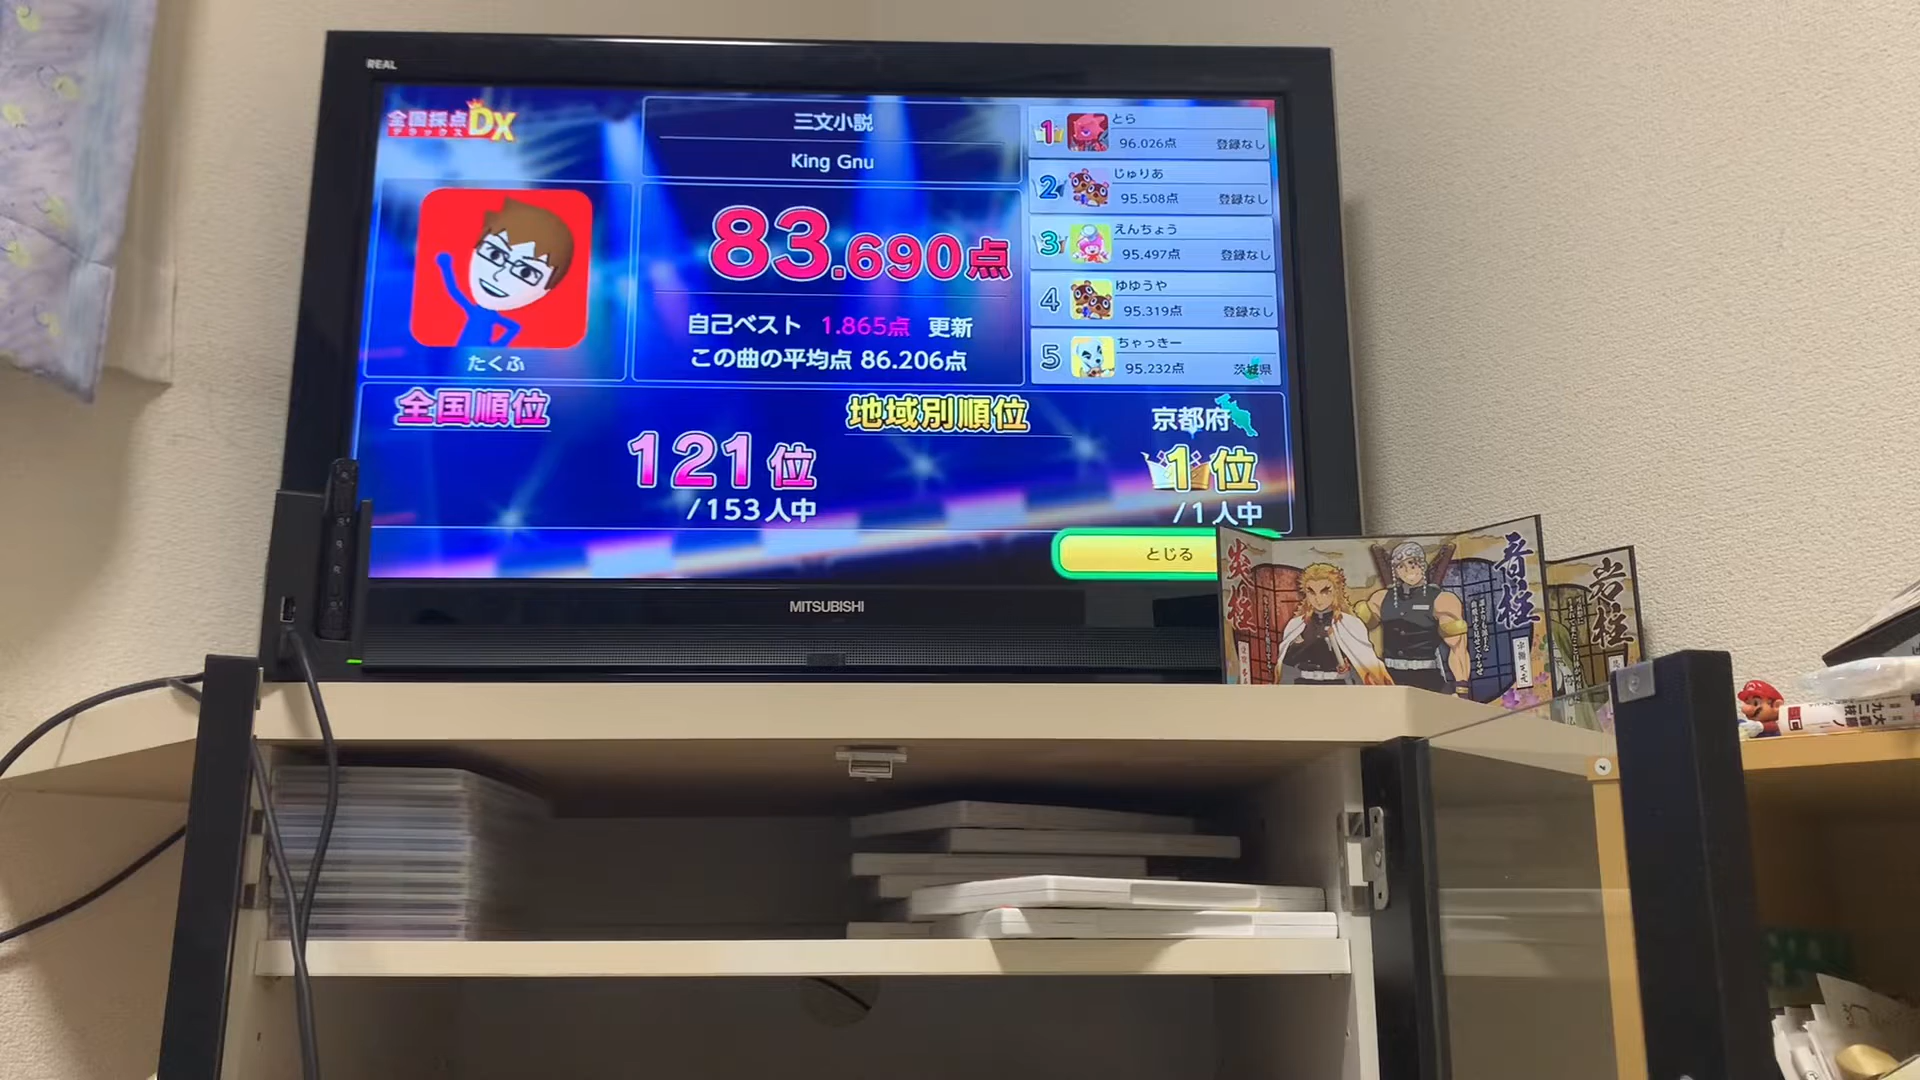 REAL
全国採点DX
デラックス
三文小説
King Gnu
83.690点
自己ベスト 1.865点 更新
この曲の平均点 86.206点
たくふ
1 とら
96.026点 登録なし
2 じゅりあ
95.508点 登録なし
3 えんちょう
95.497点 登録なし
4 ゆゆうや
95.319点 登録なし
5 ちゃっきー
95.232点 茨城県
全国順位
121位
/153人中
地域別順位
京都府
1位
/1人中
とじる
MITSUBISHI
炎柱
音柱
岩柱